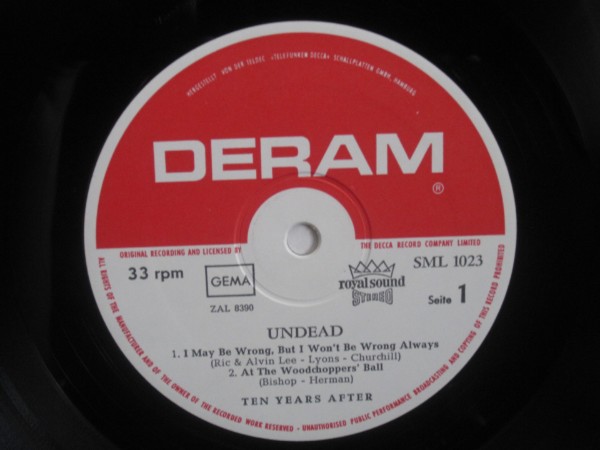 HERGESTELLT VON DER TELDEC »TELEFUNKEN DECCA« SCHALLPLATTEN GMBH, HAMBURG
DERAM
®
ORIGINAL RECORDING AND LICENSED BY THE DECCA RECORD COMPANY LIMITED
33 rpm
GEMA
ZAL 8390
royalsound
STEREO
SML 1023
Seite 1
UNDEAD
1. I May Be Wrong, But I Won't Be Wrong Always
(Ric & Alvin Lee - Lyons - Churchill)
2. At The Woodchoppers' Ball
(Bishop - Herman)
TEN YEARS AFTER
ALL RIGHTS OF THE MANUFACTURER AND OF THE OWNER OF THE RECORDED WORK RESERVED - UNAUTHORISED PUBLIC PERFORMANCE BROADCASTING AND COPYING OF THIS RECORD PROHIBITED